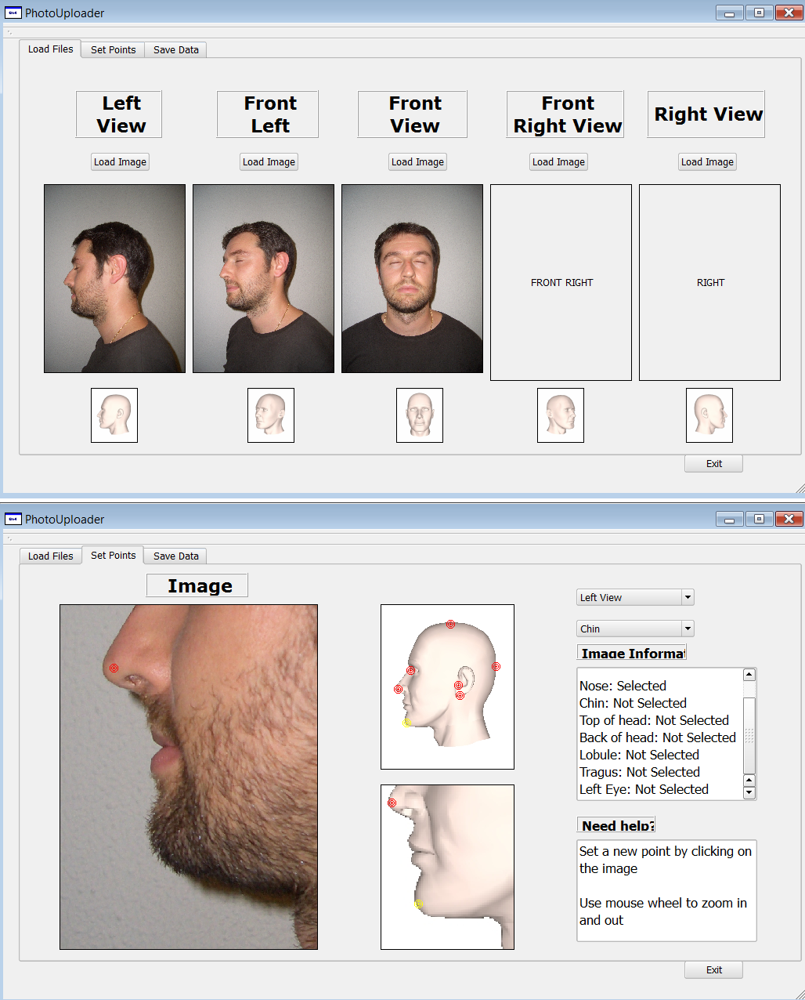 PhotoUploader
Load Files Set Points Save Data
Left
View
Front
Left
Front
View
Front
Right View
Right View
Load Image Load Image Load Image Load Image Load Image
FRONT RIGHT RIGHT
Exit
PhotoUploader
Load Files Set Points Save Data
Image
Left View
Chin
Image Informat
Nose: Selected
Chin: Not Selected
Top of head: Not Selected
Back of head: Not Selected
Lobule: Not Selected
Tragus: Not Selected
Left Eye: Not Selected
Need help?
Set a new point by clicking on
the image
Use mouse wheel to zoom in
and out
Exit